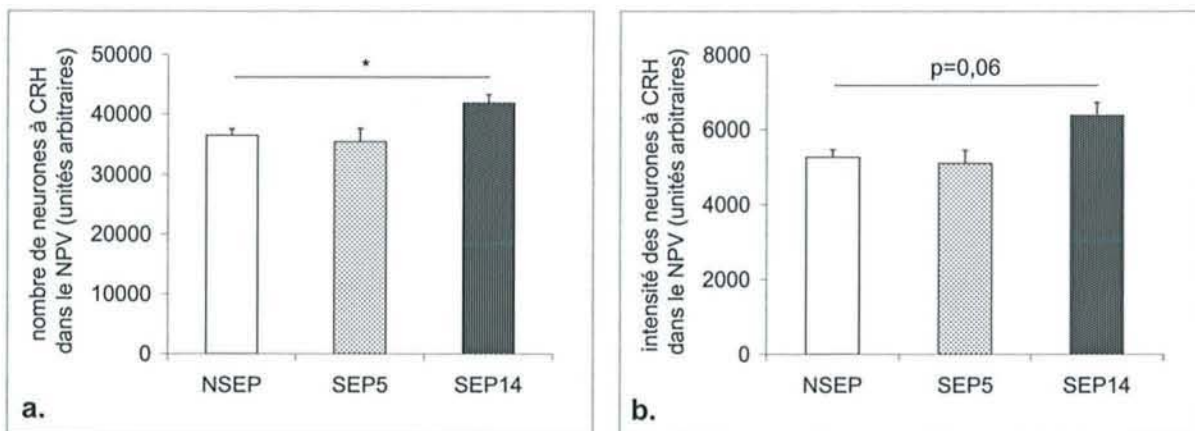 nombre de neurones à CRH
dans le NPV (unités arbitraires)
50000
40000
30000
20000
10000
0
*
NSEP
SEP5
SEP14
a.
intensité des neurones à CRH
dans le NPV (unités arbitraires)
8000
6000
4000
2000
0
p=0,06
NSEP
SEP5
SEP14
b.